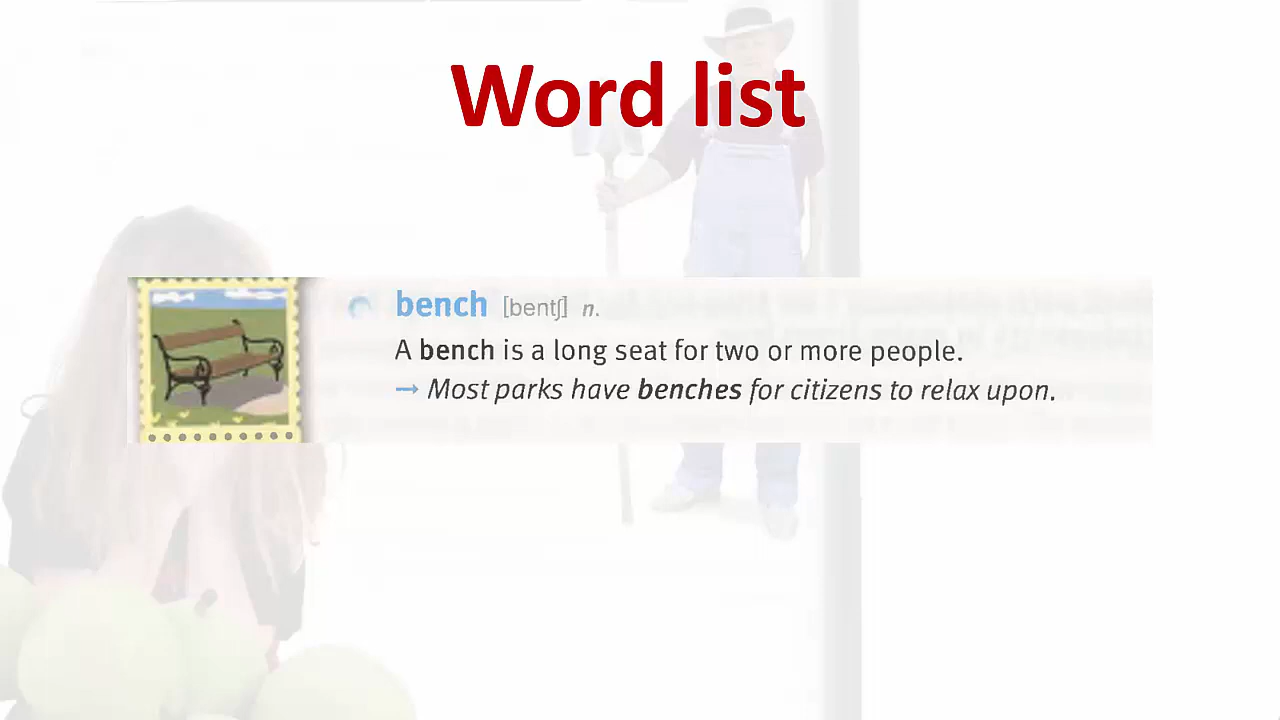 Word list
bench [bentʃ] n.
A bench is a long seat for two or more people.
→ Most parks have benches for citizens to relax upon.